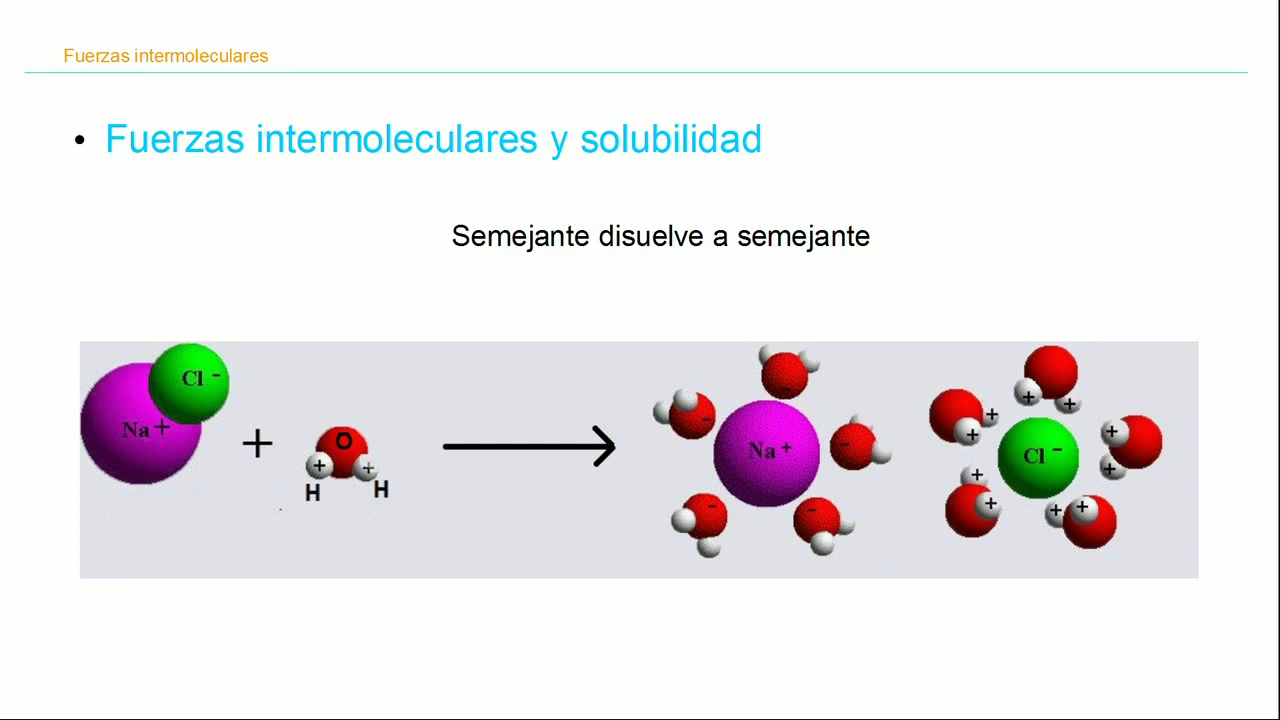 Fuerzas intermoleculares
• Fuerzas intermoleculares y solubilidad
Semejante disuelve a semejante
Cl -
Na +
+
O
+ +
H H
Na +
- - - - -
Cl -
+ + + + + + + + + +